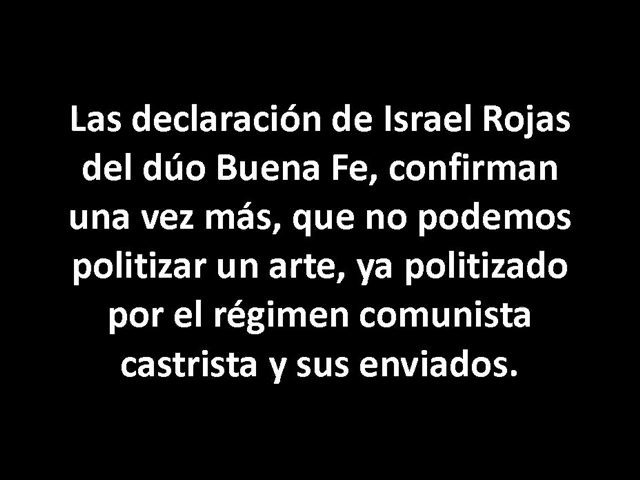 Las declaración de Israel Rojas
del dúo Buena Fe, confirman
una vez más, que no podemos
politizar un arte, ya politizado
por el régimen comunista
castrista y sus enviados.